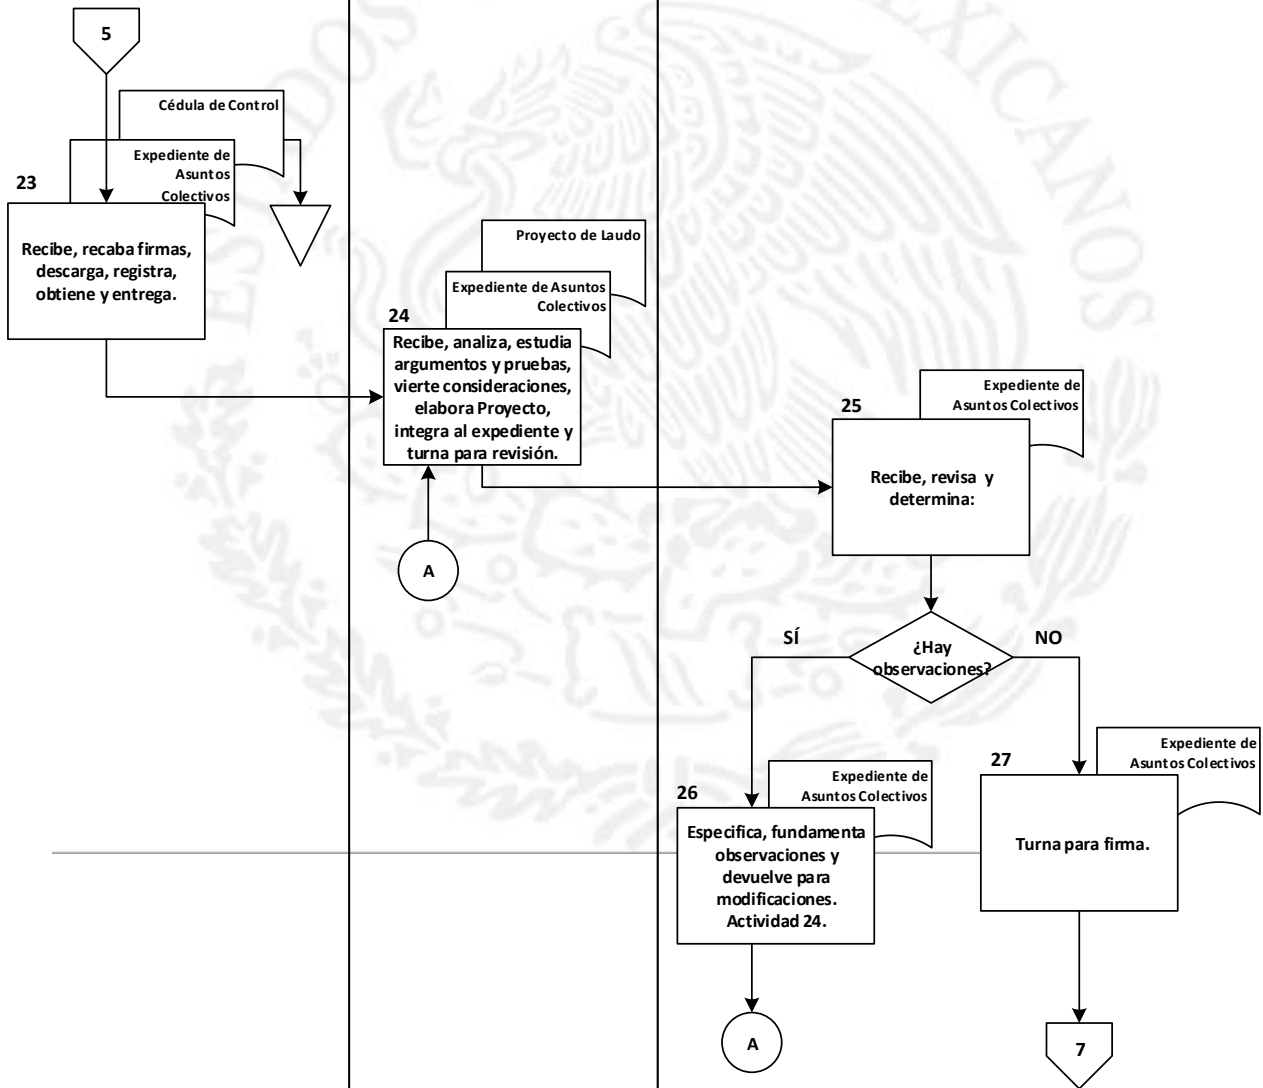 5
Cédula de Control
Expediente de
Asuntos
Colectivos
23
Recibe, recaba firmas,
descarga, registra,
obtiene y entrega.
Proyecto de Laudo
Expediente de Asuntos
Colectivos
24
Recibe, analiza, estudia
argumentos y pruebas,
vierte consideraciones,
elabora Proyecto,
integra al expediente y
turna para revisión.
A
Expediente de
Asuntos Colectivos
25
Recibe, revisa y
determina:
¿Hay
observaciones?
SÍ
NO
Expediente de
Asuntos Colectivos
26
Especifica, fundamenta
observaciones y
devuelve para
modificaciones.
Actividad 24.
A
Expediente de
Asuntos Colectivos
27
Turna para firma.
7